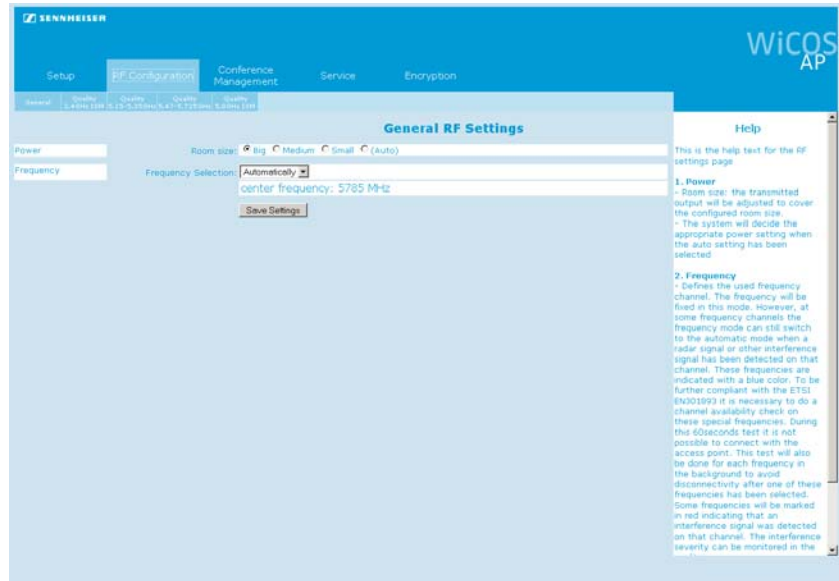 SENNHEISER
WiCOS
AP
Setup
RF Configuration
Conference
Management
Service
Encryption
General
Quality
2.4GHz ISM
Quality
5.15-5.35GHz
Quality
5.47-5.725GHz
Quality
5.8GHz ISM
General RF Settings
Power
Room size: Big Medium Small (Auto)
Frequency
Frequency Selection: Automatically
center frequency: 5785 MHz
Save Settings
Help
This is the help text for the RF
settings page
1. Power
- Room size: the transmitted
output will be adjusted to cover
the configured room size.
- The system will decide the
appropriate power setting when
the auto setting has been
selected
2. Frequency
- Defines the used frequency
channel. The frequency will be
fixed in this mode. However, at
some frequency channels the
frequency mode can still switch
to the automatic mode when a
radar signal or other interference
signal has been detected on that
channel. These frequencies are
indicated with a blue color. To be
further compliant with the ETSI
EN301893 it is necessary to do a
channel availability check on
these special frequencies. During
this 60seconds test it is not
possible to connect with the
access point. This test will also
be done for each frequency in
the background to avoid
disconnectivity after one of these
frequencies has been selected.
Some frequencies will be marked
in red indicating that an
interference signal was detected
on that channel. The interference
severity can be monitored in the